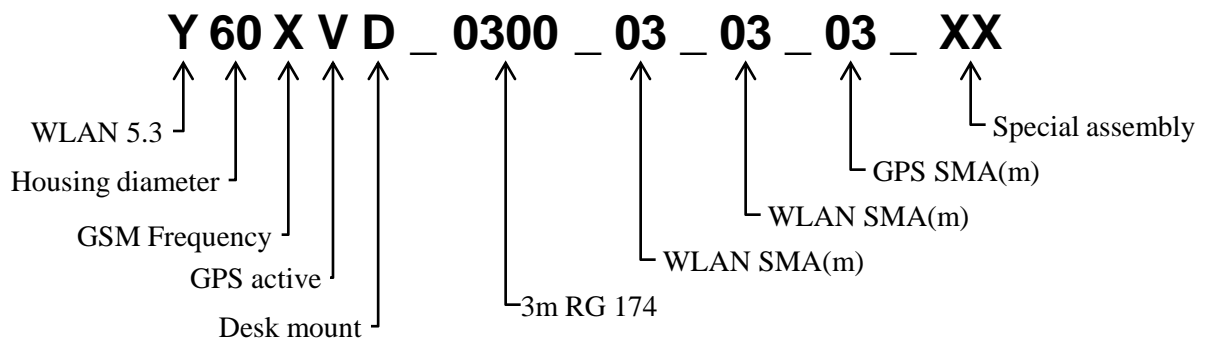 Y 60 X V D _ 0300 _ 03 _ 03 _ 03 _ XX
WLAN 5.3
Special assembly
Housing diameter
GPS SMA(m)
GSM Frequency
WLAN SMA(m)
GPS active
WLAN SMA(m)
Desk mount
3m RG 174